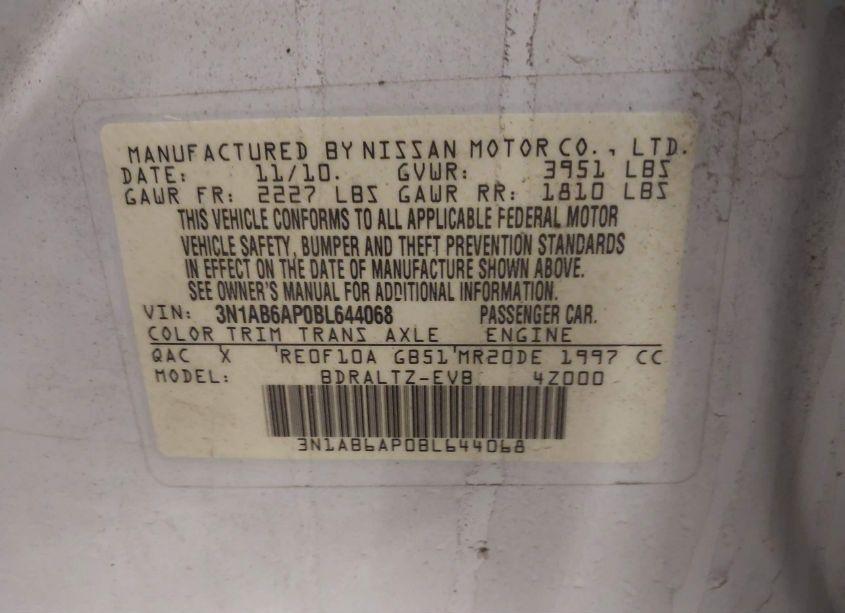 MANUFACTURED BY NISSAN MOTOR CO., LTD.
DATE: 11/10. GVWR: 3951 LBS
GAWR FR: 2227 LBS GAWR RR: 1810 LBS
THIS VEHICLE CONFORMS TO ALL APPLICABLE FEDERAL MOTOR
VEHICLE SAFETY, BUMPER AND THEFT PREVENTION STANDARDS
IN EFFECT ON THE DATE OF MANUFACTURE SHOWN ABOVE.
SEE OWNER'S MANUAL FOR ADDITIONAL INFORMATION.
VIN: 3N1AB6AP0BL644068 PASSENGER CAR.
COLOR TRIM TRANS AXLE ENGINE
QAC X 'RE0F10A GB51'MR20DE 1997 CC
MODEL: BDRALTZ-EVB 4Z000
3N1AB6AP0BL644068